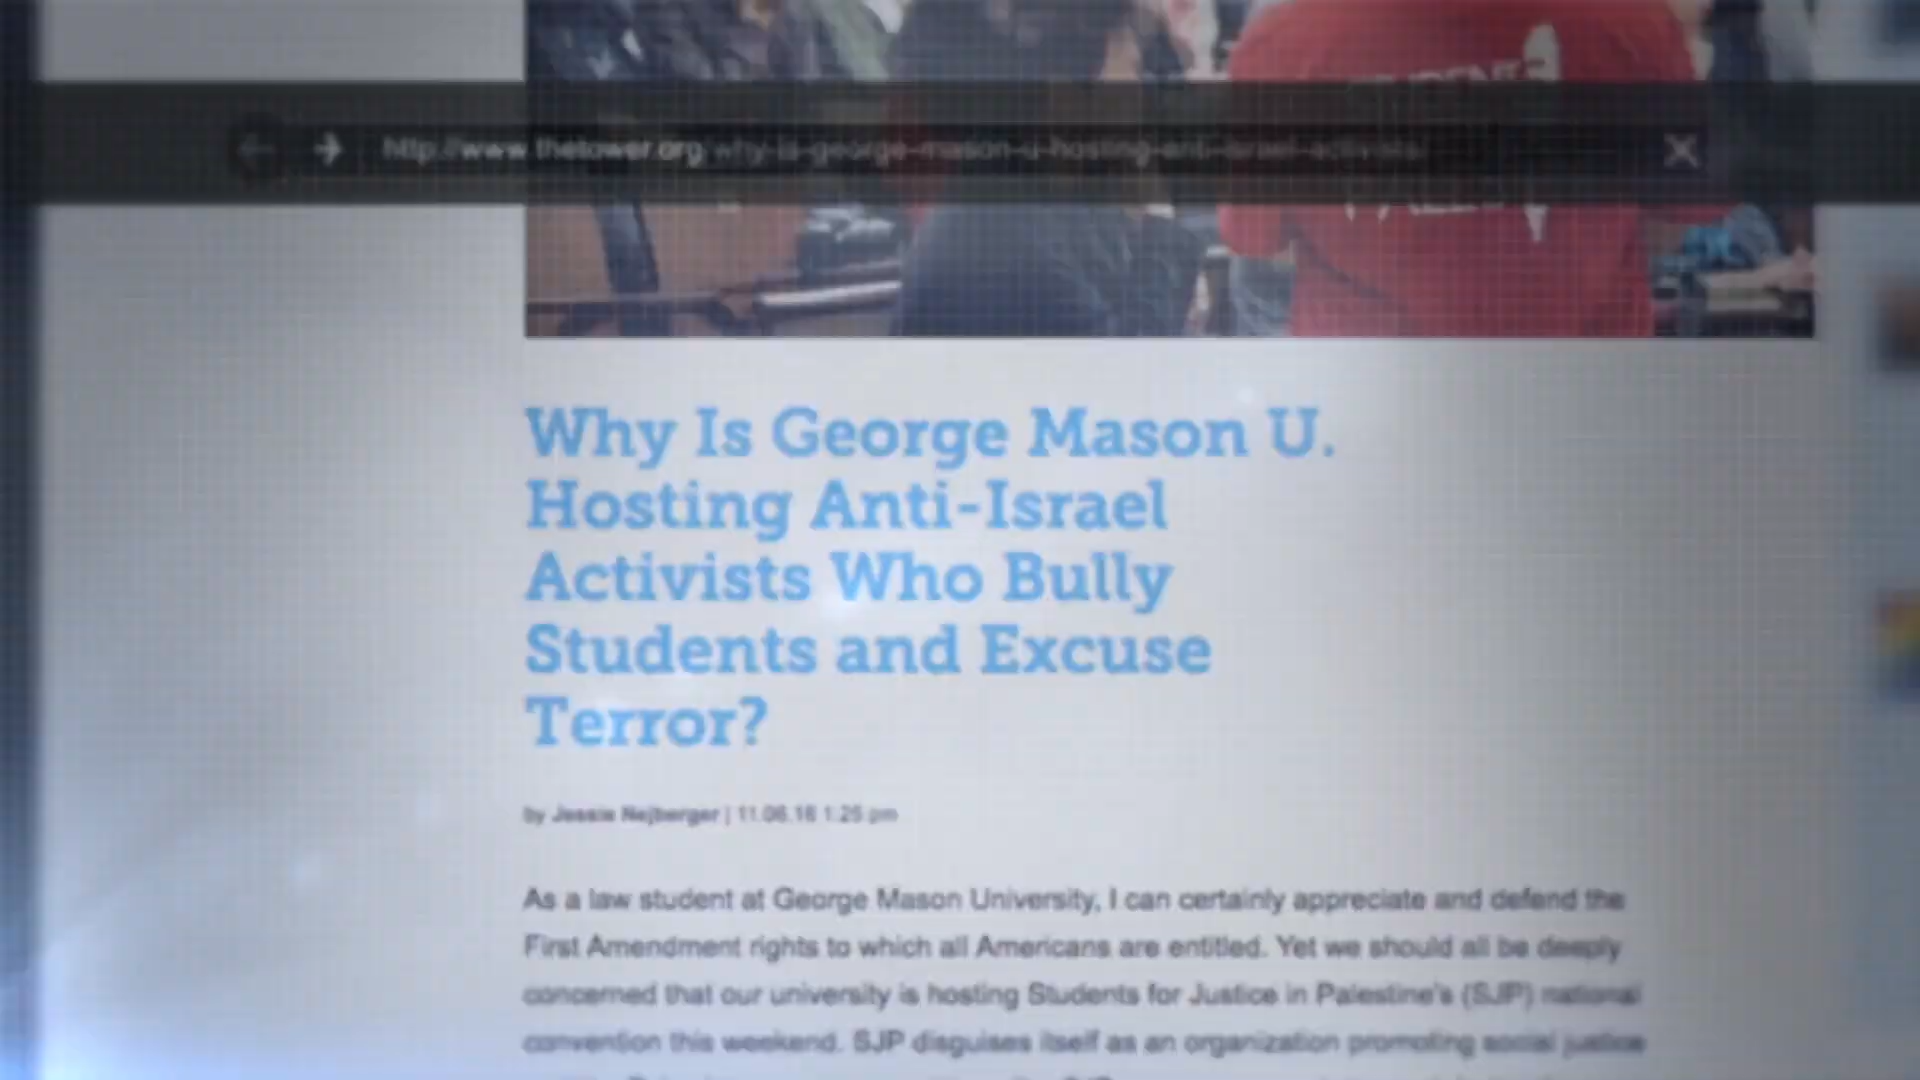 STUDENTS
http://www.thetower.org/why-is-george-mason-u-hosting-anti-israel-activists/
Why Is George Mason U.
Hosting Anti-Israel
Activists Who Bully
Students and Excuse
Terror?
by Jessie Nejberger | 11.06.16 1:25 pm
As a law student at George Mason University, I can certainly appreciate and defend the
First Amendment rights to which all Americans are entitled. Yet we should all be deeply
concerned that our university is hosting Students for Justice in Palestine's (SJP) national
convention this weekend. SJP disguises itself as an organization promoting social justice